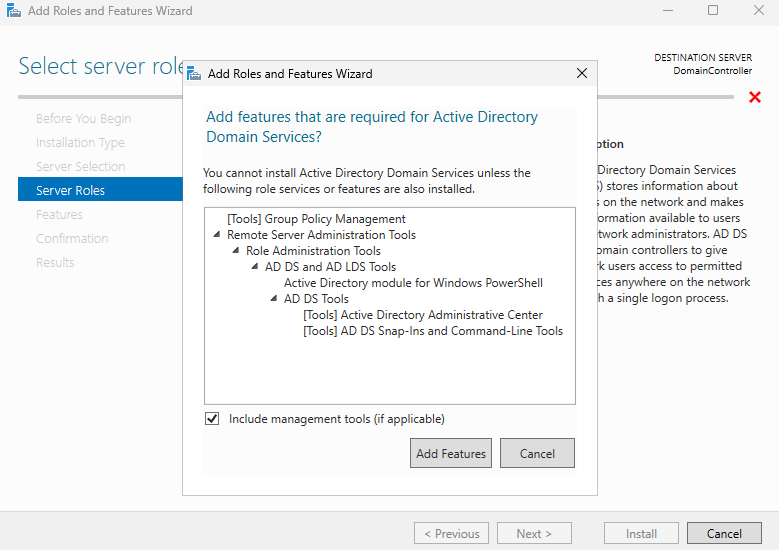 Add Roles and Features Wizard
Select server role
DESTINATION SERVER
DomainController
Before You Begin
Installation Type
Server Selection
Server Roles
Features
Confirmation
Results
Add Roles and Features Wizard
Add features that are required for Active Directory
Domain Services?
You cannot install Active Directory Domain Services unless the
following role services or features are also installed.
[Tools] Group Policy Management
Remote Server Administration Tools
Role Administration Tools
AD DS and AD LDS Tools
Active Directory module for Windows PowerShell
AD DS Tools
[Tools] Active Directory Administrative Center
[Tools] AD DS Snap-Ins and Command-Line Tools
Include management tools (if applicable)
Add Features
Cancel
Directory Domain Services
stores information about
on the network and makes
available to users
administrators. AD DS
controllers to give
users access to permitted
anywhere on the network
a single logon process.
< Previous
Next >
Install
Cancel